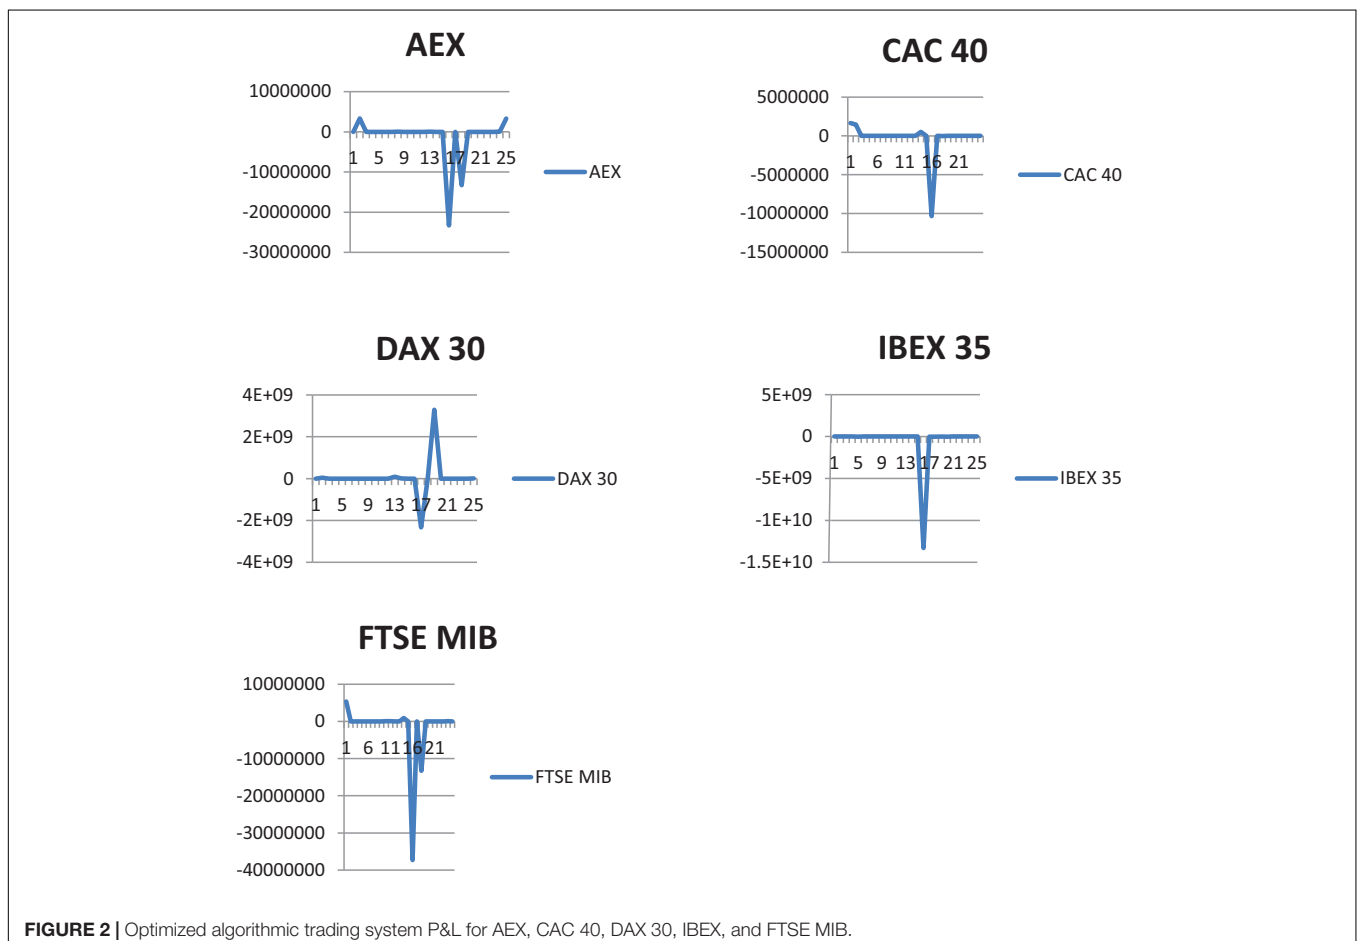 AEX
10000000
0
-10000000
-20000000
-30000000
1 5 9 13 17 21 25
AEX
CAC 40
5000000
0
-5000000
-10000000
-15000000
1 6 11 16 21
CAC 40
DAX 30
4E+09
2E+09
0
-2E+09
-4E+09
1 5 9 13 17 21 25
DAX 30
IBEX 35
5E+09
0
-5E+09
-1E+10
-1.5E+10
1 5 9 13 17 21 25
IBEX 35
FTSE MIB
10000000
0
-10000000
-20000000
-30000000
-40000000
1 6 11 16 21
FTSE MIB
FIGURE 2 | Optimized algorithmic trading system P&L for AEX, CAC 40, DAX 30, IBEX, and FTSE MIB.